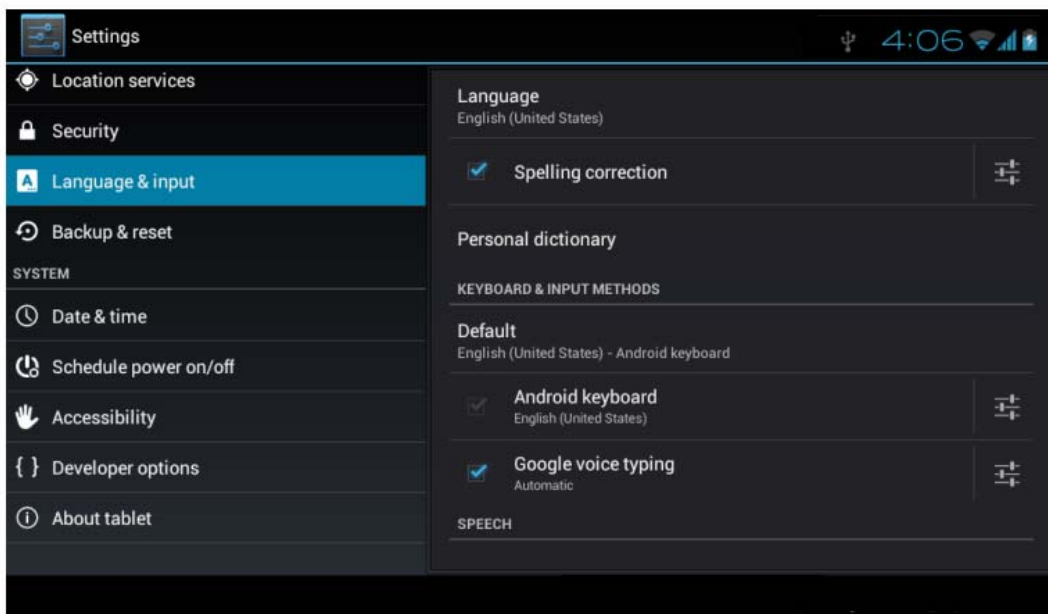 Settings
4:06
Location services
Security
A Language & input
Backup & reset
SYSTEM
Date & time
Schedule power on/off
Accessibility
{ } Developer options
About tablet
Language
English (United States)
Spelling correction
Personal dictionary
KEYBOARD & INPUT METHODS
Default
English (United States) - Android keyboard
Android keyboard
English (United States)
Google voice typing
Automatic
SPEECH